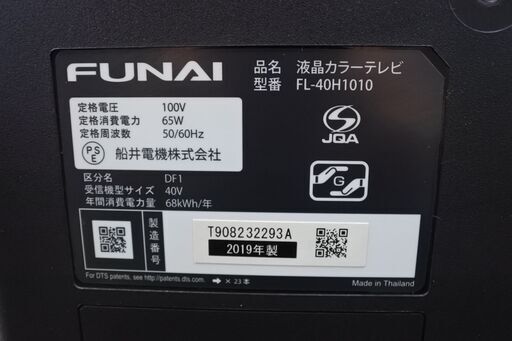 FUNAI
品名 液晶カラーテレビ
型番 FL-40H1010
定格電圧 100V
定格消費電力 65W
定格周波数 50/60Hz
PSE 船井電機株式会社
JQA
G
区分名 DF1
受信機型サイズ 40V
年間消費電力量 68kWh/年
製造番号
T908232293A
2019年製
For DTS patents, see http://patents.dts.com.
➡ × 23本
Made in Thailand